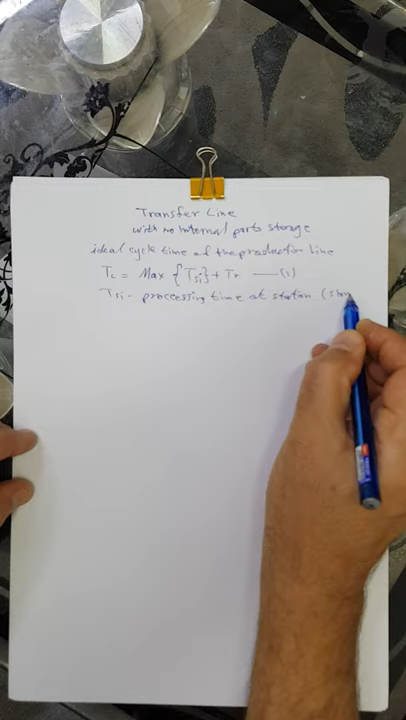 Transfer Line
with no internal parts storage
ideal cycle time of the production line
Tc = Max {Tsi} + Tr —(1)
Tsi - processing time at station (